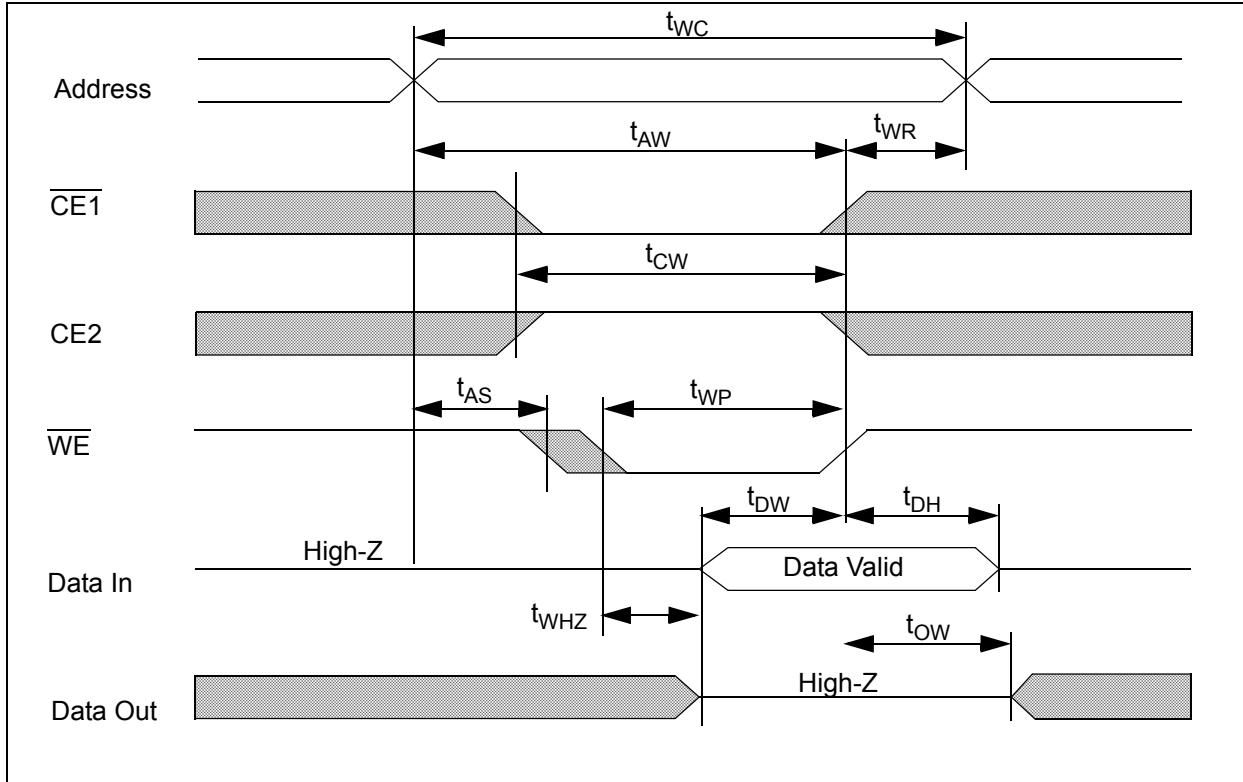 tWC
Address
tAW
tWR
CE1
tCW
CE2
tAS
tWP
WE
tDW
tDH
High-Z
Data Valid
Data In
tWHZ
tOW
High-Z
Data Out